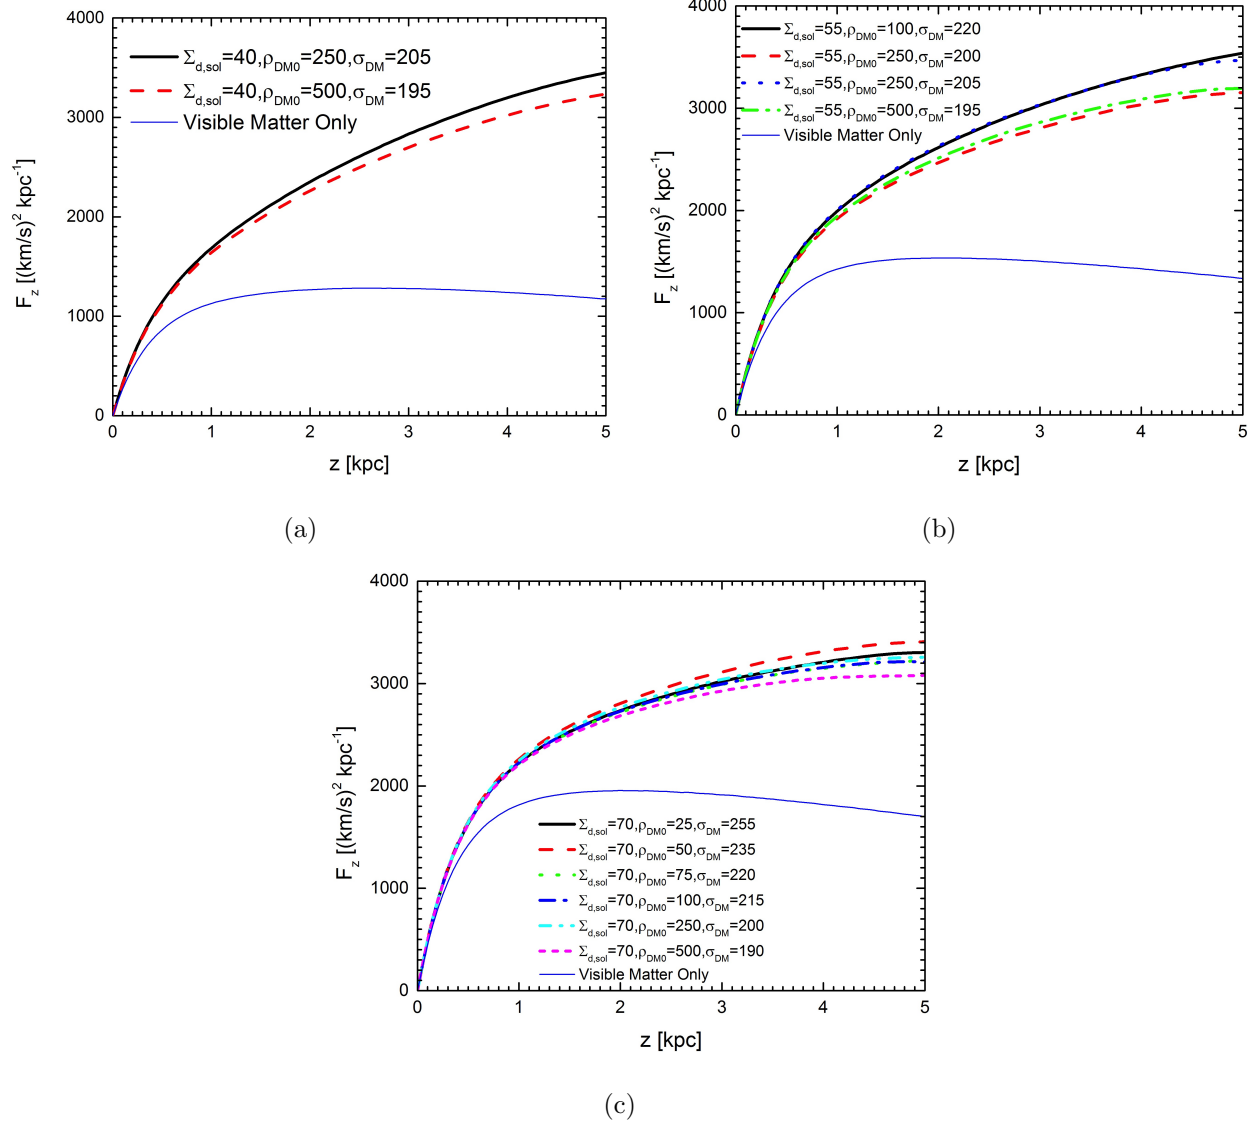 Σd,sol=40,ρDM0=250,σDM=205
Σd,sol=40,ρDM0=500,σDM=195
Visible Matter Only
4000
3000
2000
1000
0
Fz [(km/s)² kpc⁻¹]
0 1 2 3 4 5
z [kpc]
(a)
Σd,sol=55,ρDM0=100,σDM=220
Σd,sol=55,ρDM0=250,σDM=200
Σd,sol=55,ρDM0=250,σDM=205
Σd,sol=55,ρDM0=500,σDM=195
Visible Matter Only
4000
3000
2000
1000
0
Fz [(km/s)² kpc⁻¹]
0 1 2 3 4 5
z [kpc]
(b)
4000
3000
2000
1000
0
Fz [(km/s)² kpc⁻¹]
Σd,sol=70,ρDM0=25,σDM=255
Σd,sol=70,ρDM0=50,σDM=235
Σd,sol=70,ρDM0=75,σDM=220
Σd,sol=70,ρDM0=100,σDM=215
Σd,sol=70,ρDM0=250,σDM=200
Σd,sol=70,ρDM0=500,σDM=190
Visible Matter Only
0 1 2 3 4 5
z [kpc]
(c)